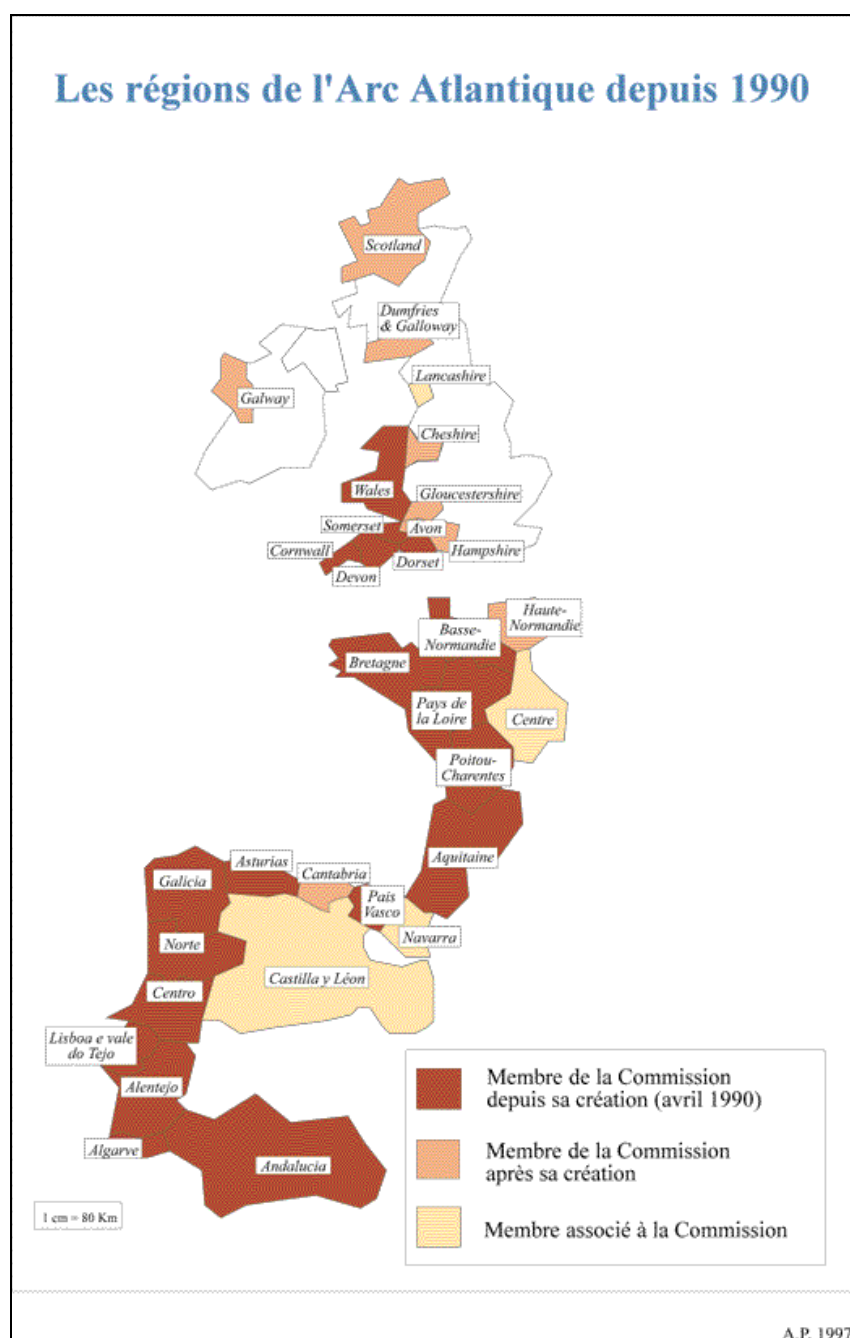 Les régions de l'Arc Atlantique depuis 1990
Scotland
Dumfries
& Galloway
Lancashire
Galway
Cheshire
Wales
Gloucestershire
Somerset
Avon
Cornwall
Hampshire
Dorset
Devon
Haute-
Normandie
Basse-
Normandie
Bretagne
Pays de
la Loire
Centre
Poitou-
Charentes
Aquitaine
Asturias
Cantabria
Galicia
Pais
Vasco
Navarra
Norte
Castilla y Léon
Centro
Lisboa e vale
do Tejo
Alentejo
Algarve
Andalucia
Membre de la Commission
depuis sa création (avril 1990)
Membre de la Commission
après sa création
Membre associé à la Commission
1 cm = 80 Km
A.P. 1997